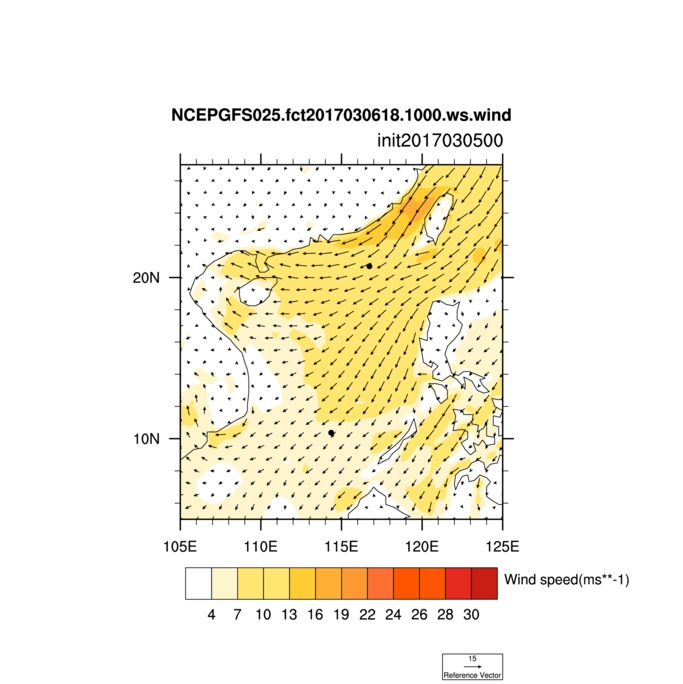 NCEPGFS025.fct2017030618.1000.ws.wind
init2017030500
20N
10N
105E 110E 115E 120E 125E
Wind speed(ms**-1)
4 7 10 13 16 19 22 24 26 28 30
15
Reference Vector